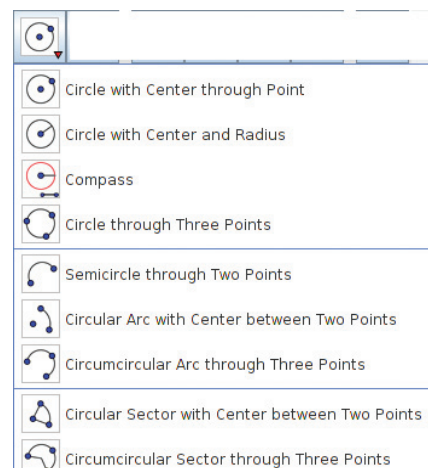 Circle with Center through Point
Circle with Center and Radius
Compass
Circle through Three Points
Semicircle through Two Points
Circular Arc with Center between Two Points
Circumcircular Arc through Three Points
Circular Sector with Center between Two Points
Circumcircular Sector through Three Points